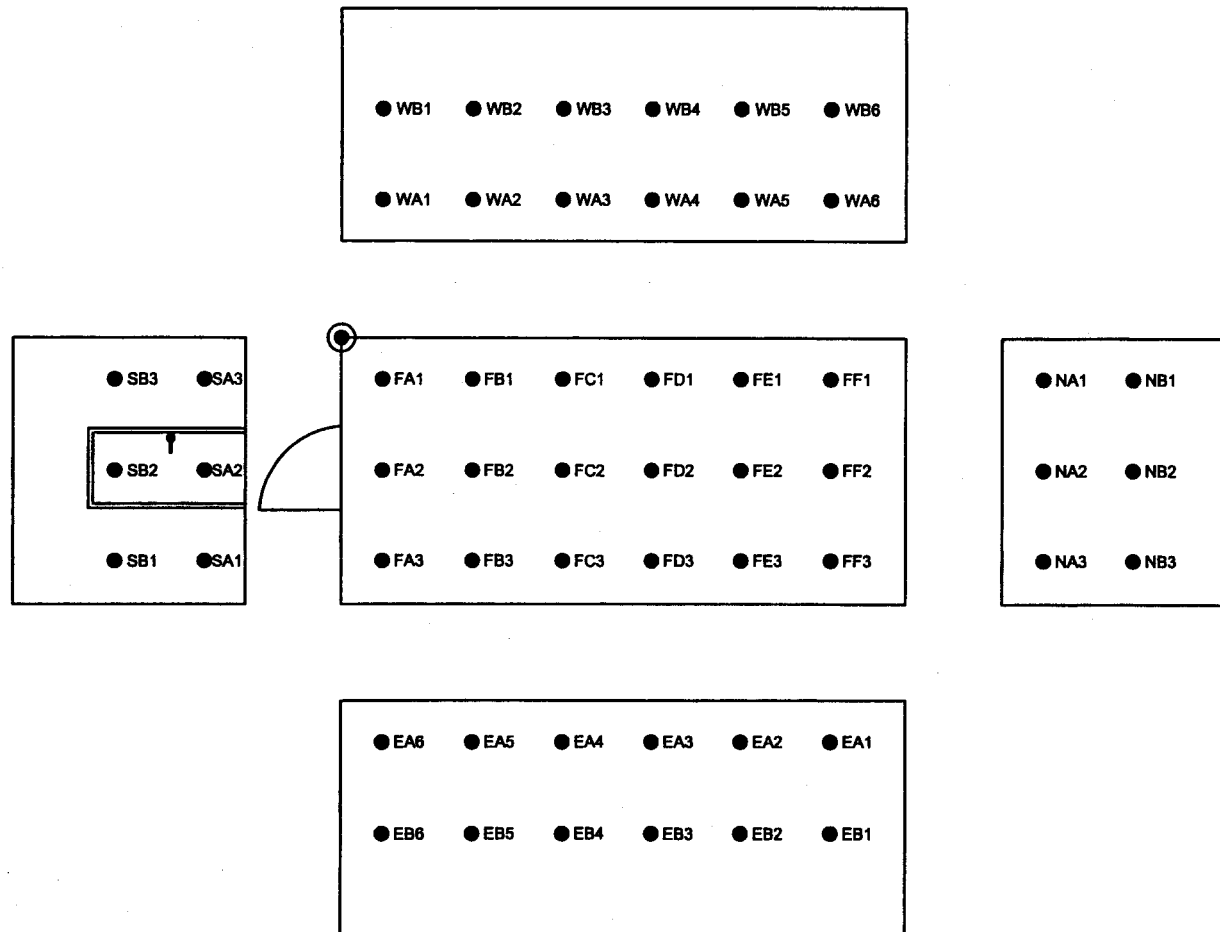 WB1 WB2 WB3 WB4 WB5 WB6
WA1 WA2 WA3 WA4 WA5 WA6
SB3 SA3 FA1 FB1 FC1 FD1 FE1 FF1 NA1 NB1
SB2 SA2 FA2 FB2 FC2 FD2 FE2 FF2 NA2 NB2
SB1 SA1 FA3 FB3 FC3 FD3 FE3 FF3 NA3 NB3
EA6 EA5 EA4 EA3 EA2 EA1
EB6 EB5 EB4 EB3 EB2 EB1